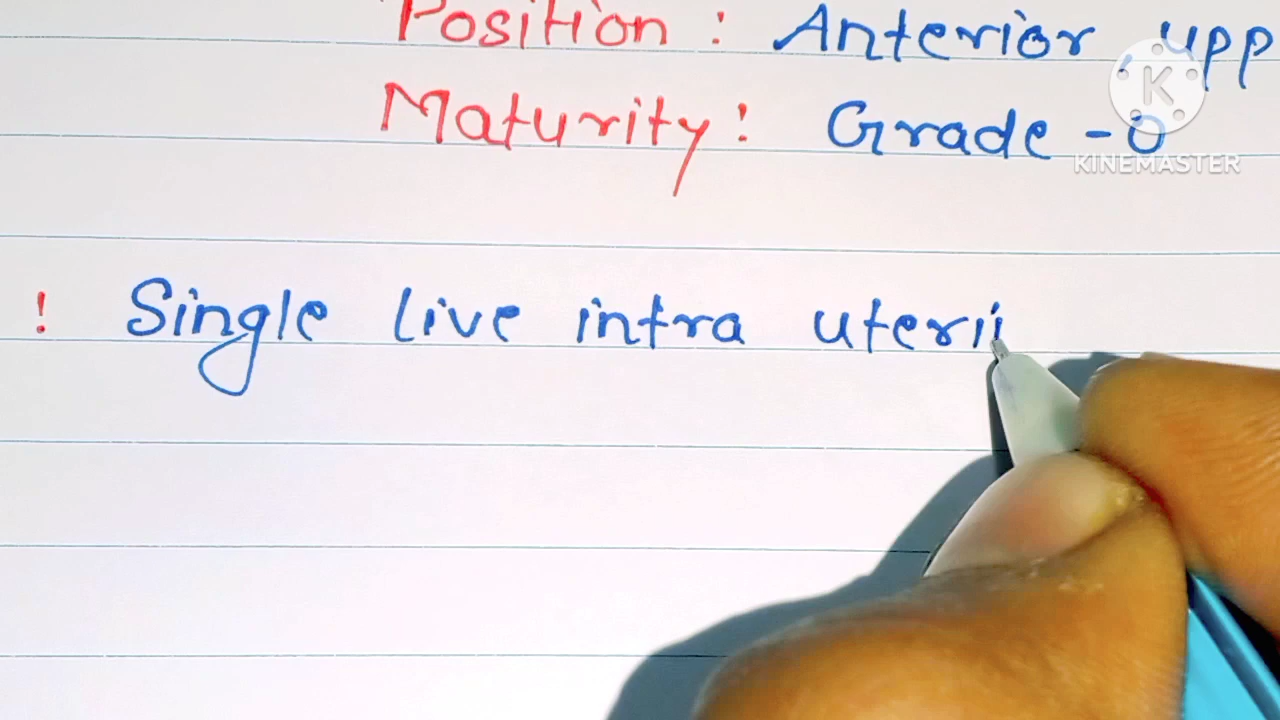 Position : Anterior, upp
Maturity : Grade - 0
K
KINEMASTER
! Single live intra uteri